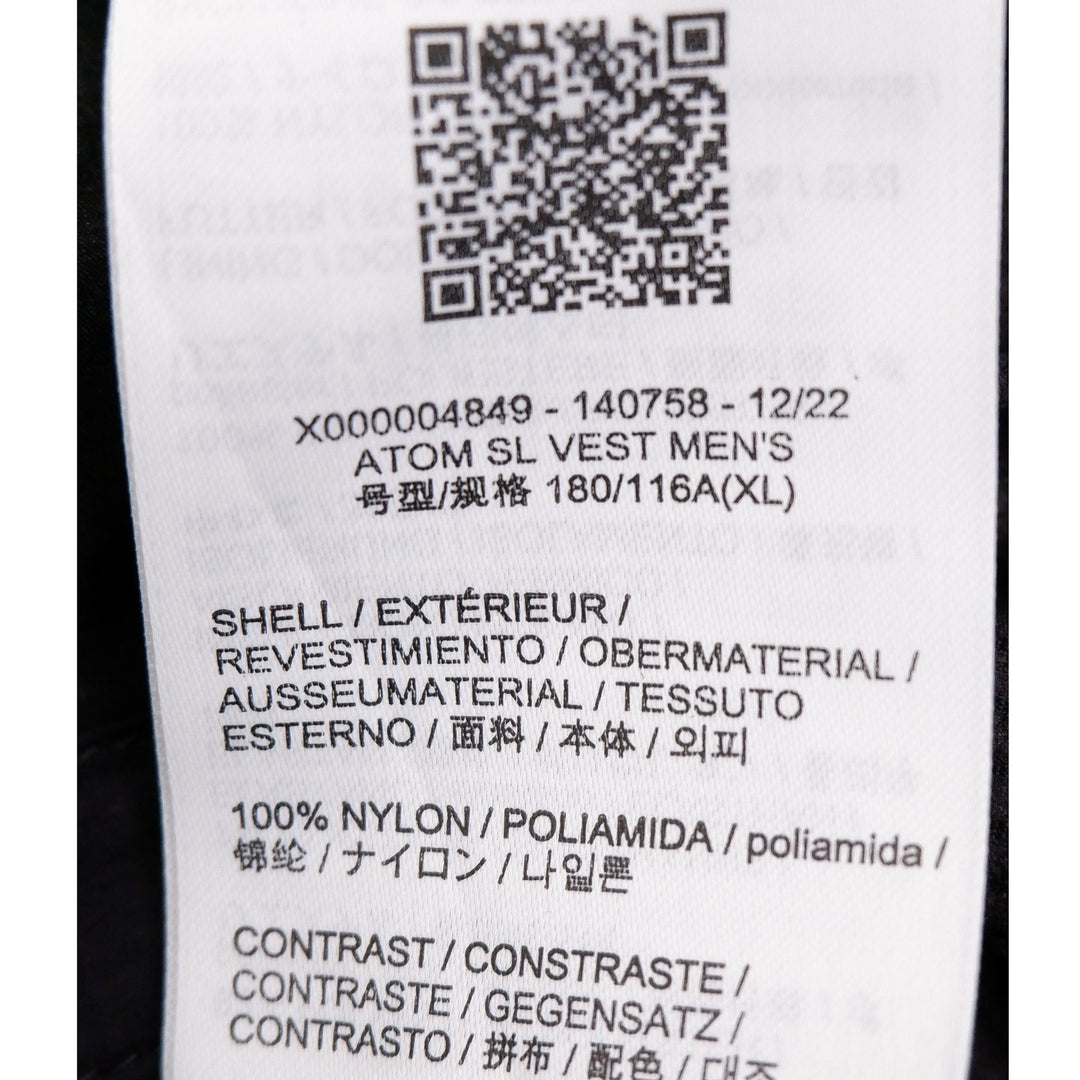 X000004849 - 140758 - 12/22
ATOM SL VEST MEN'S
号型/规格 180/116A(XL)
SHELL / EXTÉRIEUR /
REVESTIMIENTO / OBERMATERIAL /
AUSSEUMATERIAL / TESSUTO
ESTERNO / 面料 / 本体 / 외피
100% NYLON / POLIAMIDA / poliamida /
锦纶 / ナイロン / 나일론
CONTRAST / CONSTRASTE /
CONTRASTE / GEGENSATZ /
CONTRASTO / 拼布 / 配色 / 대조